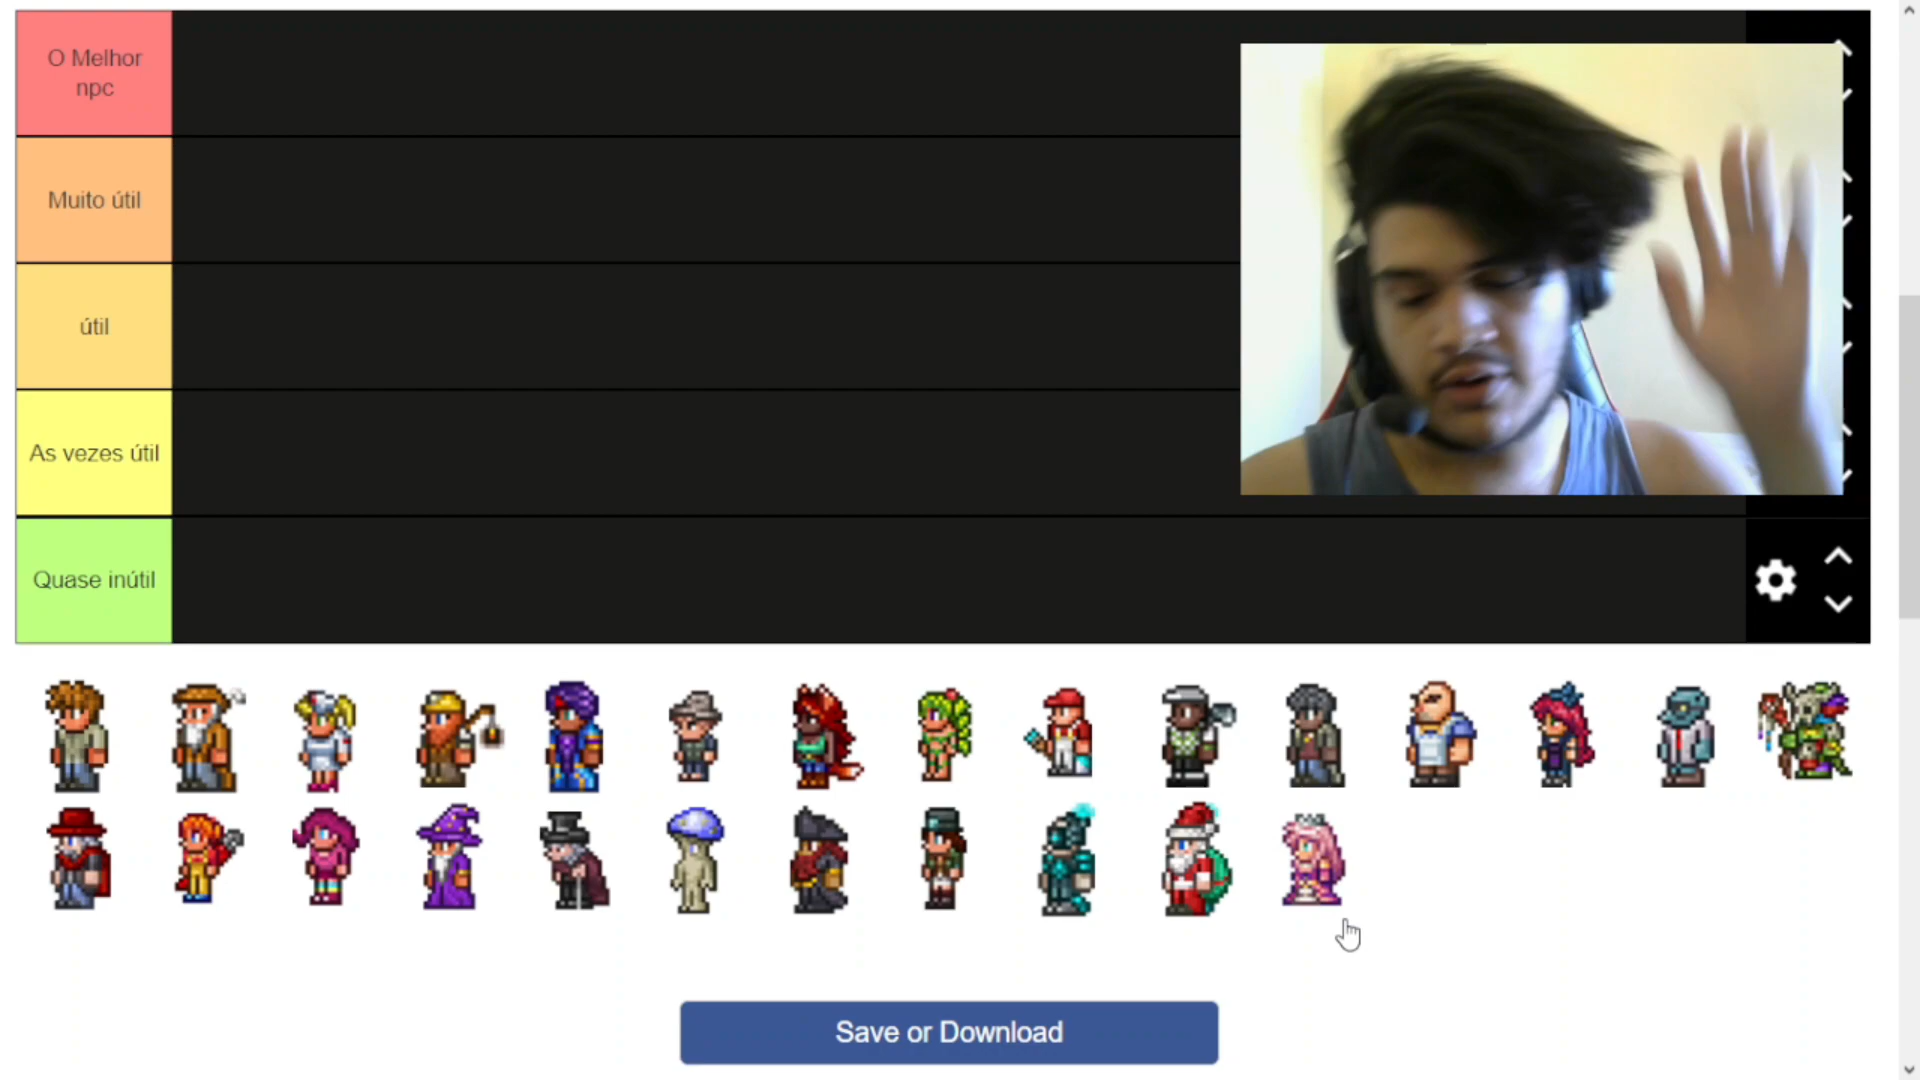 O Melhor
npc
Muito útil
útil
As vezes útil
Quase inútil
Save or Download